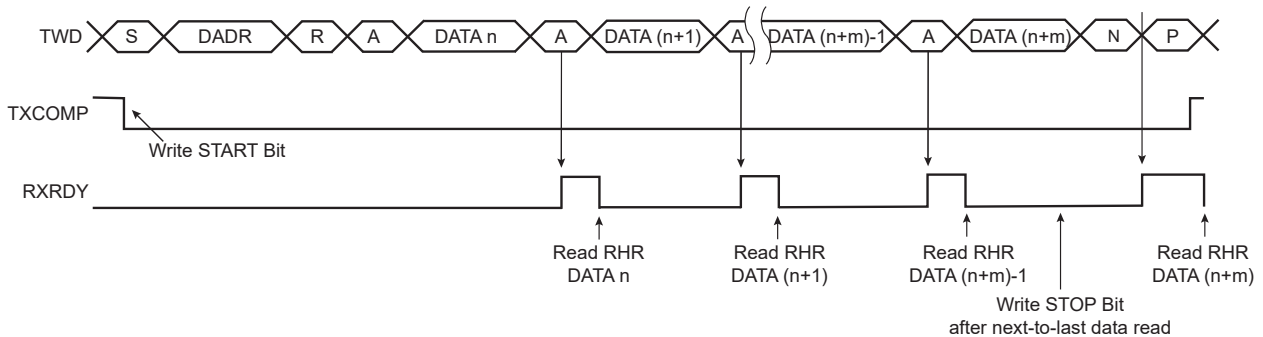 TWD S DADR R A DATA n A DATA (n+1) A DATA (n+m)-1 A DATA (n+m) N P
TXCOMP
Write START Bit
RXRDY
Read RHR
DATA n
Read RHR
DATA (n+1)
Read RHR
DATA (n+m)-1
Read RHR
DATA (n+m)
Write STOP Bit
after next-to-last data read